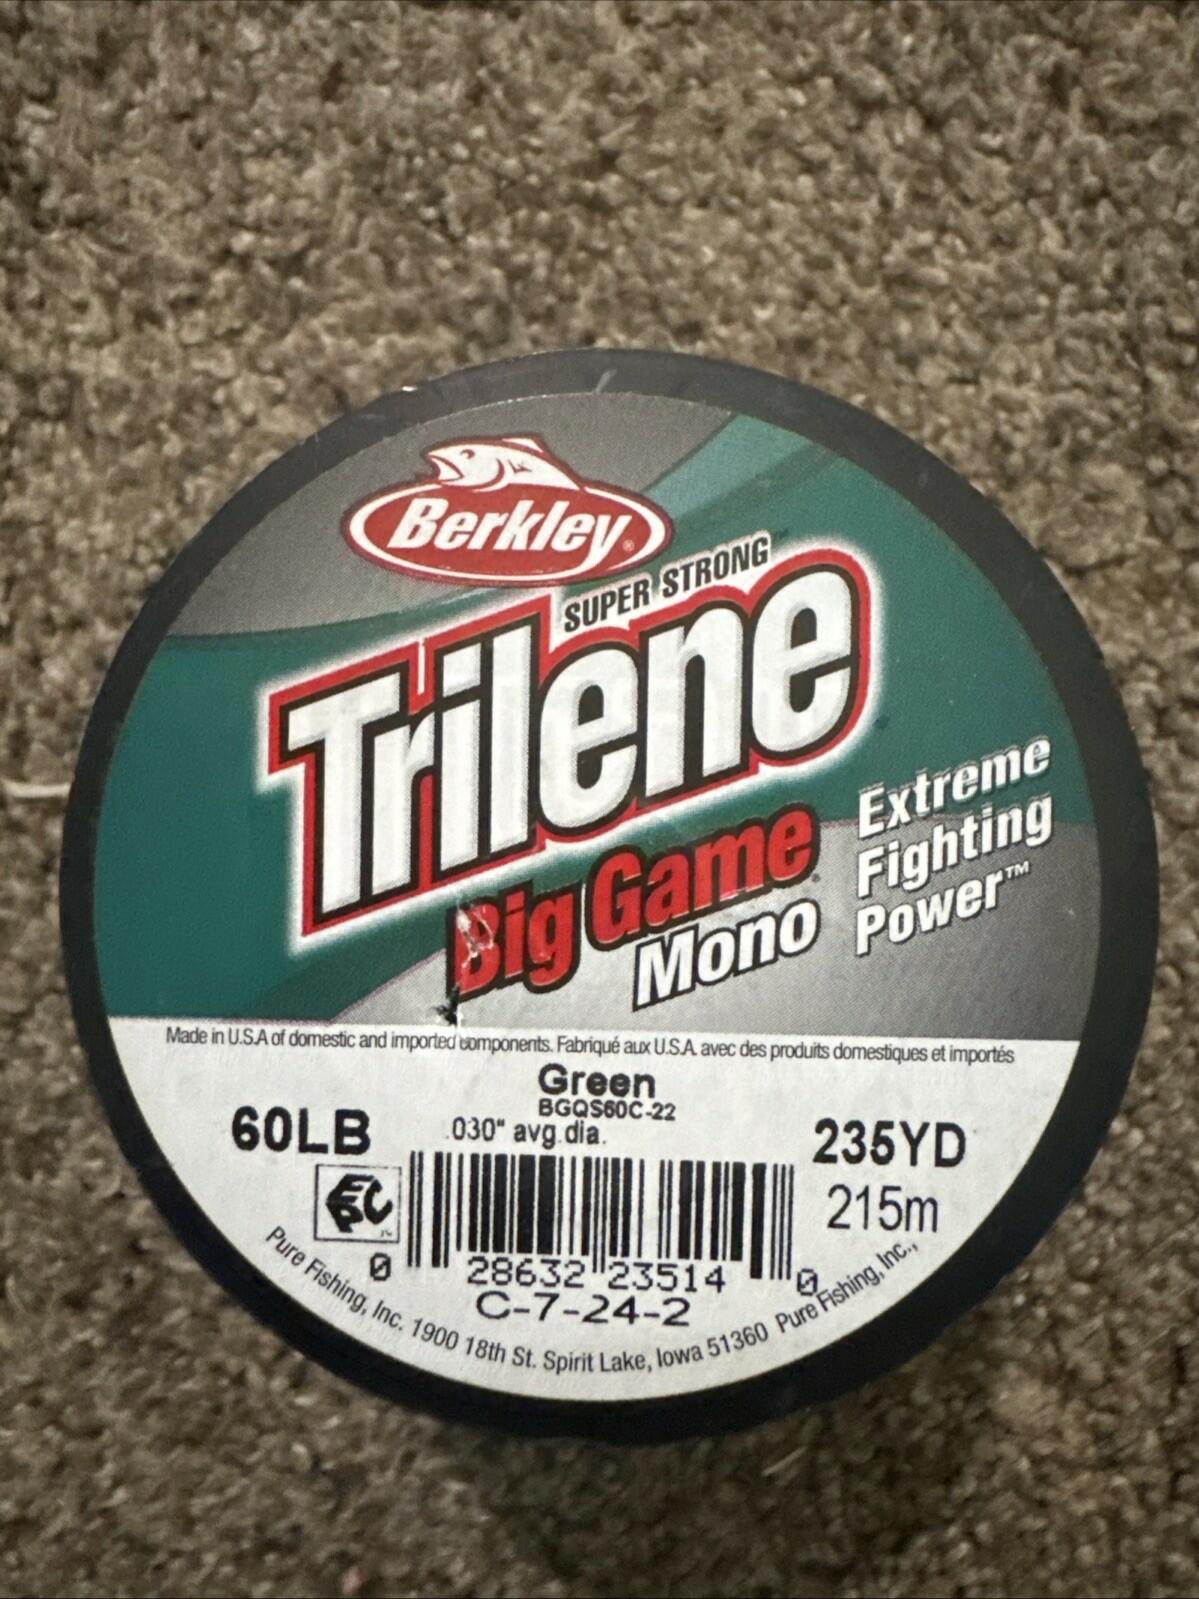 Berkley®
SUPER STRONG
Trilene
Big Game
Mono
Extreme
Fighting
Power™
Made in U.S.A of domestic and imported components. Fabriqué aux U.S.A. avec des produits domestiques et importés
Green
BGQS60C-22
60LB
.030" avg.dia.
235YD
215m
EPC
0 28632 23514 0
C-7-24-2
Pure Fishing, Inc. 1900 18th St. Spirit Lake, Iowa 51360 Pure Fishing, Inc.,